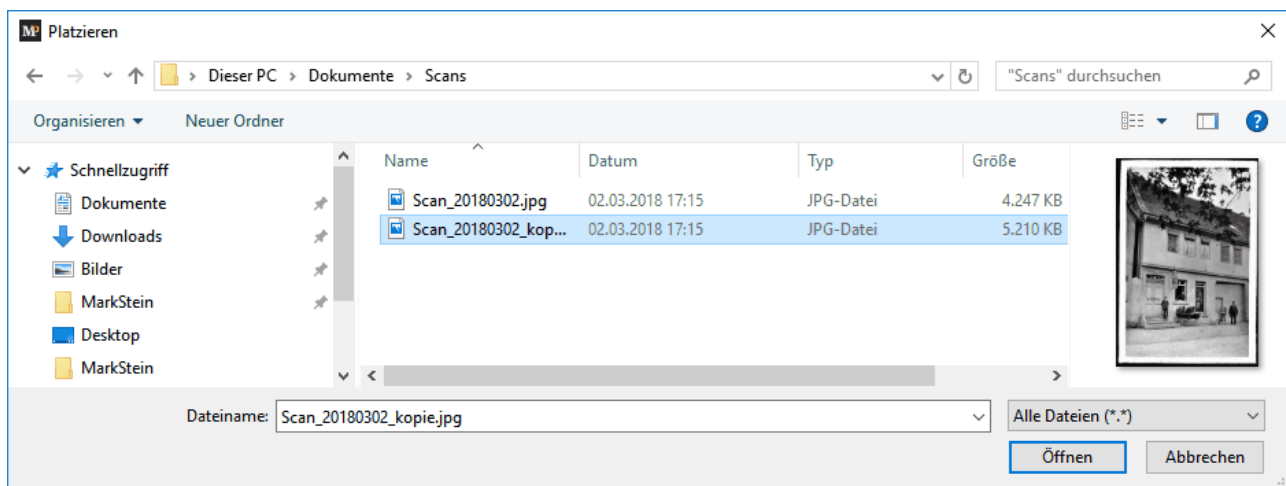 MP Platzieren
Dieser PC > Dokumente > Scans
"Scans" durchsuchen
Organisieren
Neuer Ordner
?
Schnellzugriff
Dokumente
Downloads
Bilder
MarkStein
Desktop
MarkStein
Name Datum Typ Größe
Scan_20180302.jpg 02.03.2018 17:15 JPG-Datei 4.247 KB
Scan_20180302_kop... 02.03.2018 17:15 JPG-Datei 5.210 KB
Dateiname: Scan_20180302_kopie.jpg
Alle Dateien (*.*)
Öffnen
Abbrechen